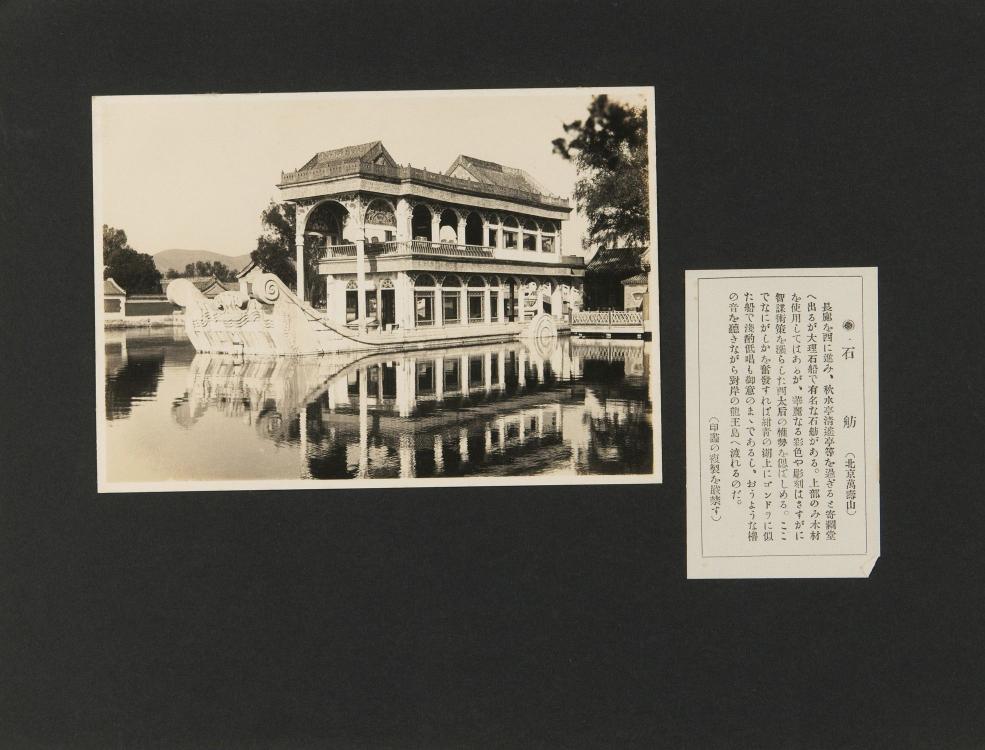 石舫
（北京萬壽山）
長廊を西に進み、秋水亭淸遙亭等を過ぎると寄瀾堂
へ出るが大理石船で有名な石舫がある。上部のみ木材
を使用してはあるが、華麗なる彩色や彫刻はさすがに
智謀術策を漲らした西太后の權勢を偲ばしめる。ここ
でなにがしかを奮發すれば紺靑の湖上にゴンドラに似
た船で淺酌低唱も御意のまゝであるし、おうような櫓
の音を聽きながら對岸の龍王島へ渡れるのだ。
（印畵の複製を嚴禁す）